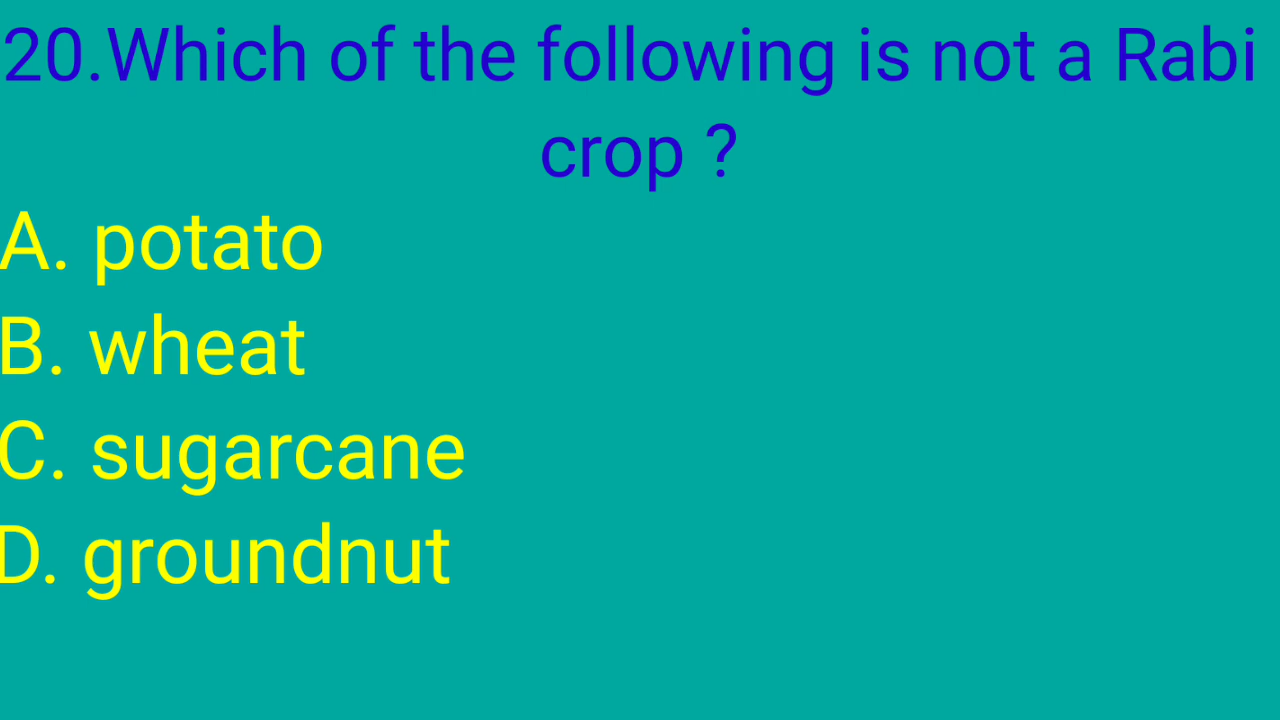 20.Which of the following is not a Rabi
crop ?
A. potato
B. wheat
C. sugarcane
D. groundnut